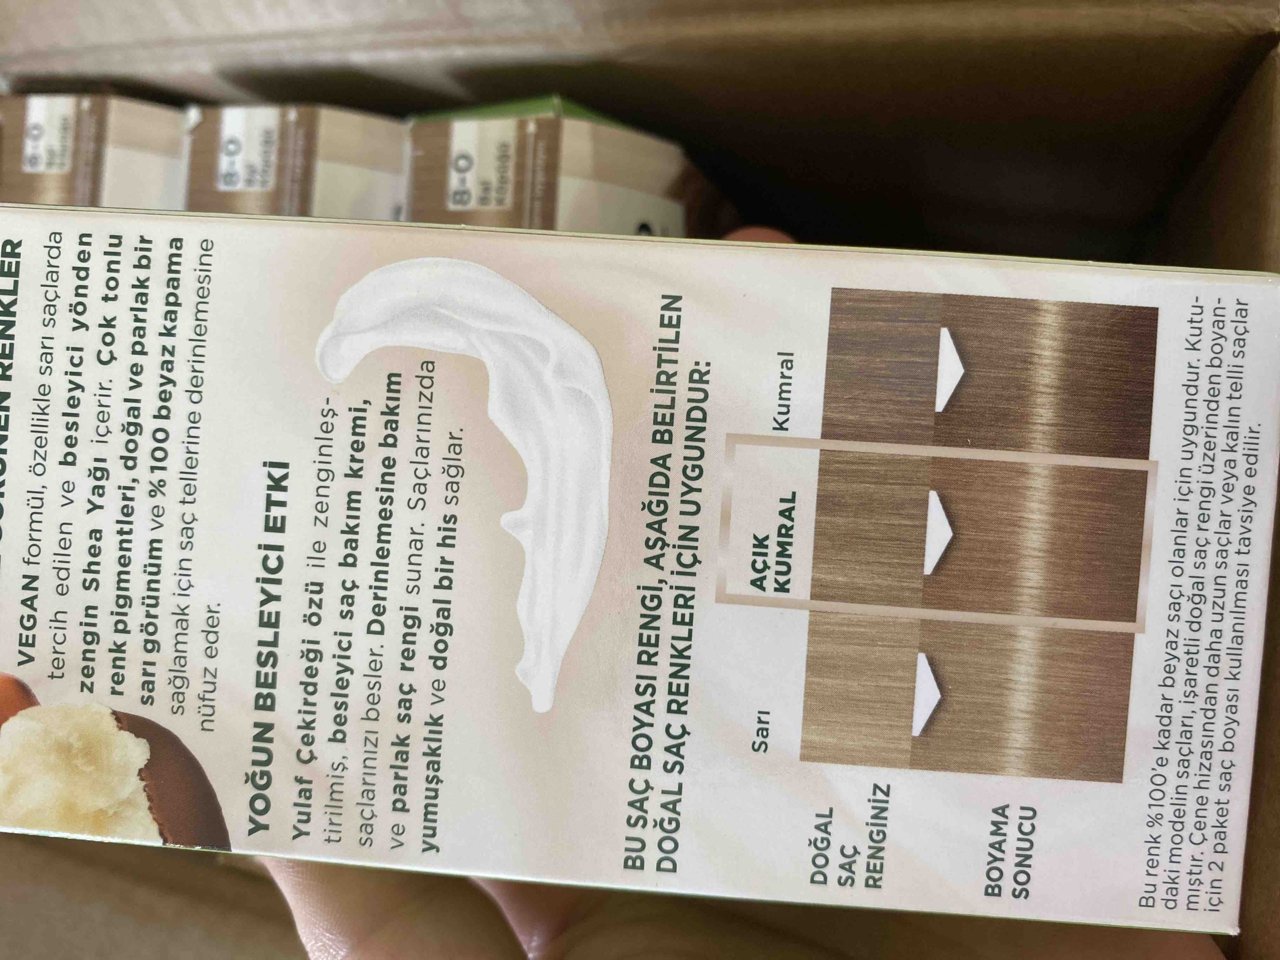 VEGAN formül, özellikle sarı saçlarda
tercih edilen ve besleyici yönden
zengin Shea Yağı içerir. Çok tonlu
renk pigmentleri, doğal ve parlak bir
sarı görünüm ve %100 beyaz kapama
sağlamak için saç tellerine derinlemesine
nüfuz eder.
YOĞUN BESLEYİCİ ETKİ
Yulaf Çekirdeği özü ile zenginleş-
tirilmiş, besleyici saç bakım kremi,
saçlarınızı besler. Derinlemesine bakım
ve parlak saç rengi sunar. Saçlarınızda
yumuşaklık ve doğal bir his sağlar.
BU SAÇ BOYASI RENGİ, AŞAĞIDA BELİRTİLEN
DOĞAL SAÇ RENKLERİ İÇİN UYGUNDUR:
Sarı
AÇIK
KUMRAL
Kumral
DOĞAL
SAÇ
RENGİNİZ
BOYAMA
SONUCU
Bu renk %100'e kadar beyaz saçı olanlar için uygundur. Kutu-
daki modelin saçları, işaretli doğal saç rengi üzerinden boyan-
mıştır. Çene hizasından daha uzun saçlar veya kalın telli saçlar
için 2 paket saç boyası kullanılması tavsiye edilir.
8-0
8-0
8-0